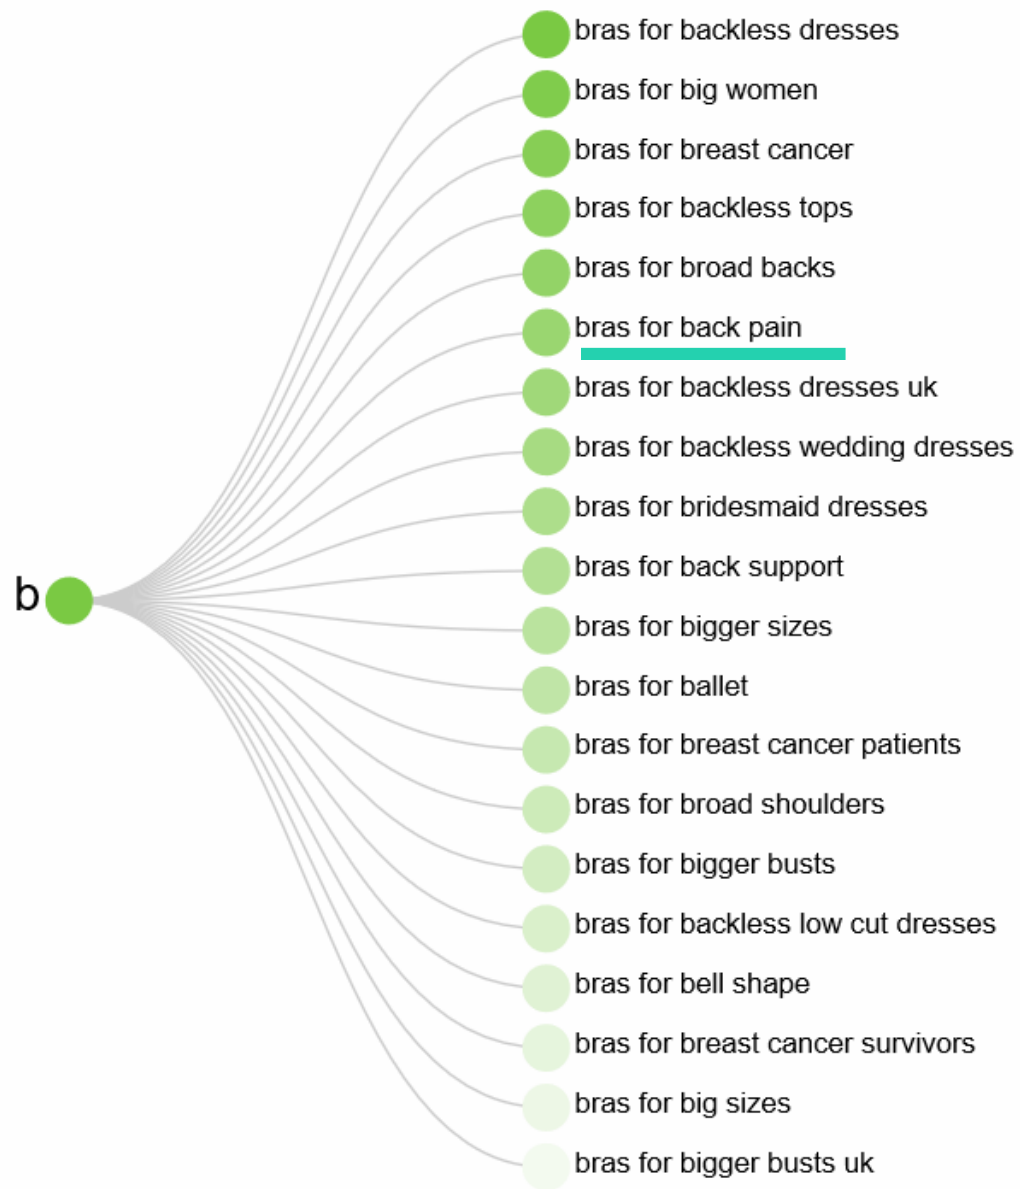 bras for backless dresses
bras for big women
bras for breast cancer
bras for backless tops
bras for broad backs
bras for back pain
bras for backless dresses uk
bras for backless wedding dresses
bras for bridesmaid dresses
bras for back support
b
bras for bigger sizes
bras for ballet
bras for breast cancer patients
bras for broad shoulders
bras for bigger busts
bras for backless low cut dresses
bras for bell shape
bras for breast cancer survivors
bras for big sizes
bras for bigger busts uk